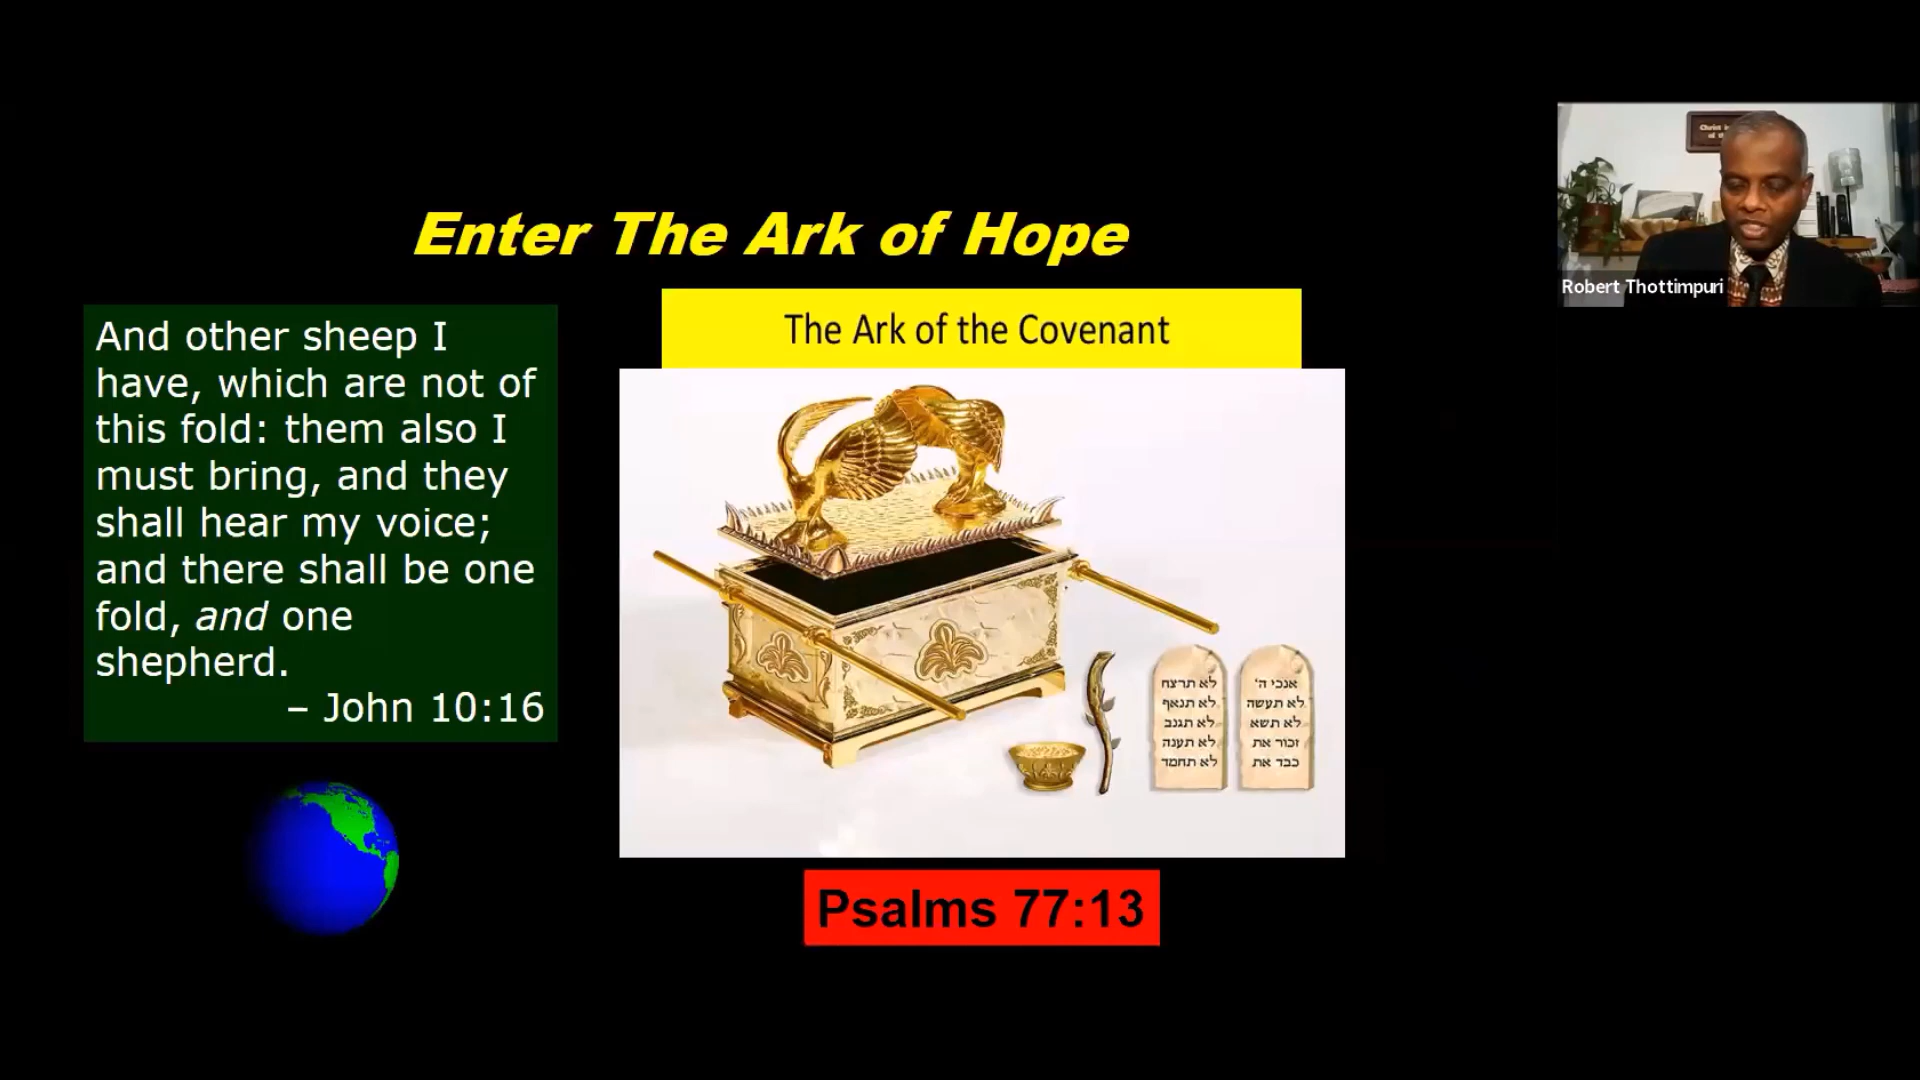 Enter The Ark of Hope
And other sheep I
have, which are not of
this fold: them also I
must bring, and they
shall hear my voice;
and there shall be one
fold, and one
shepherd.
– John 10:16
The Ark of the Covenant
אנכי ה'
לא תעשה
לא תשא
זכור את
כבד את
לא תרצח
לא תנאף
לא תגנב
לא תענה
לא תחמד
Psalms 77:13
Christ
of
Robert Thottimpuri